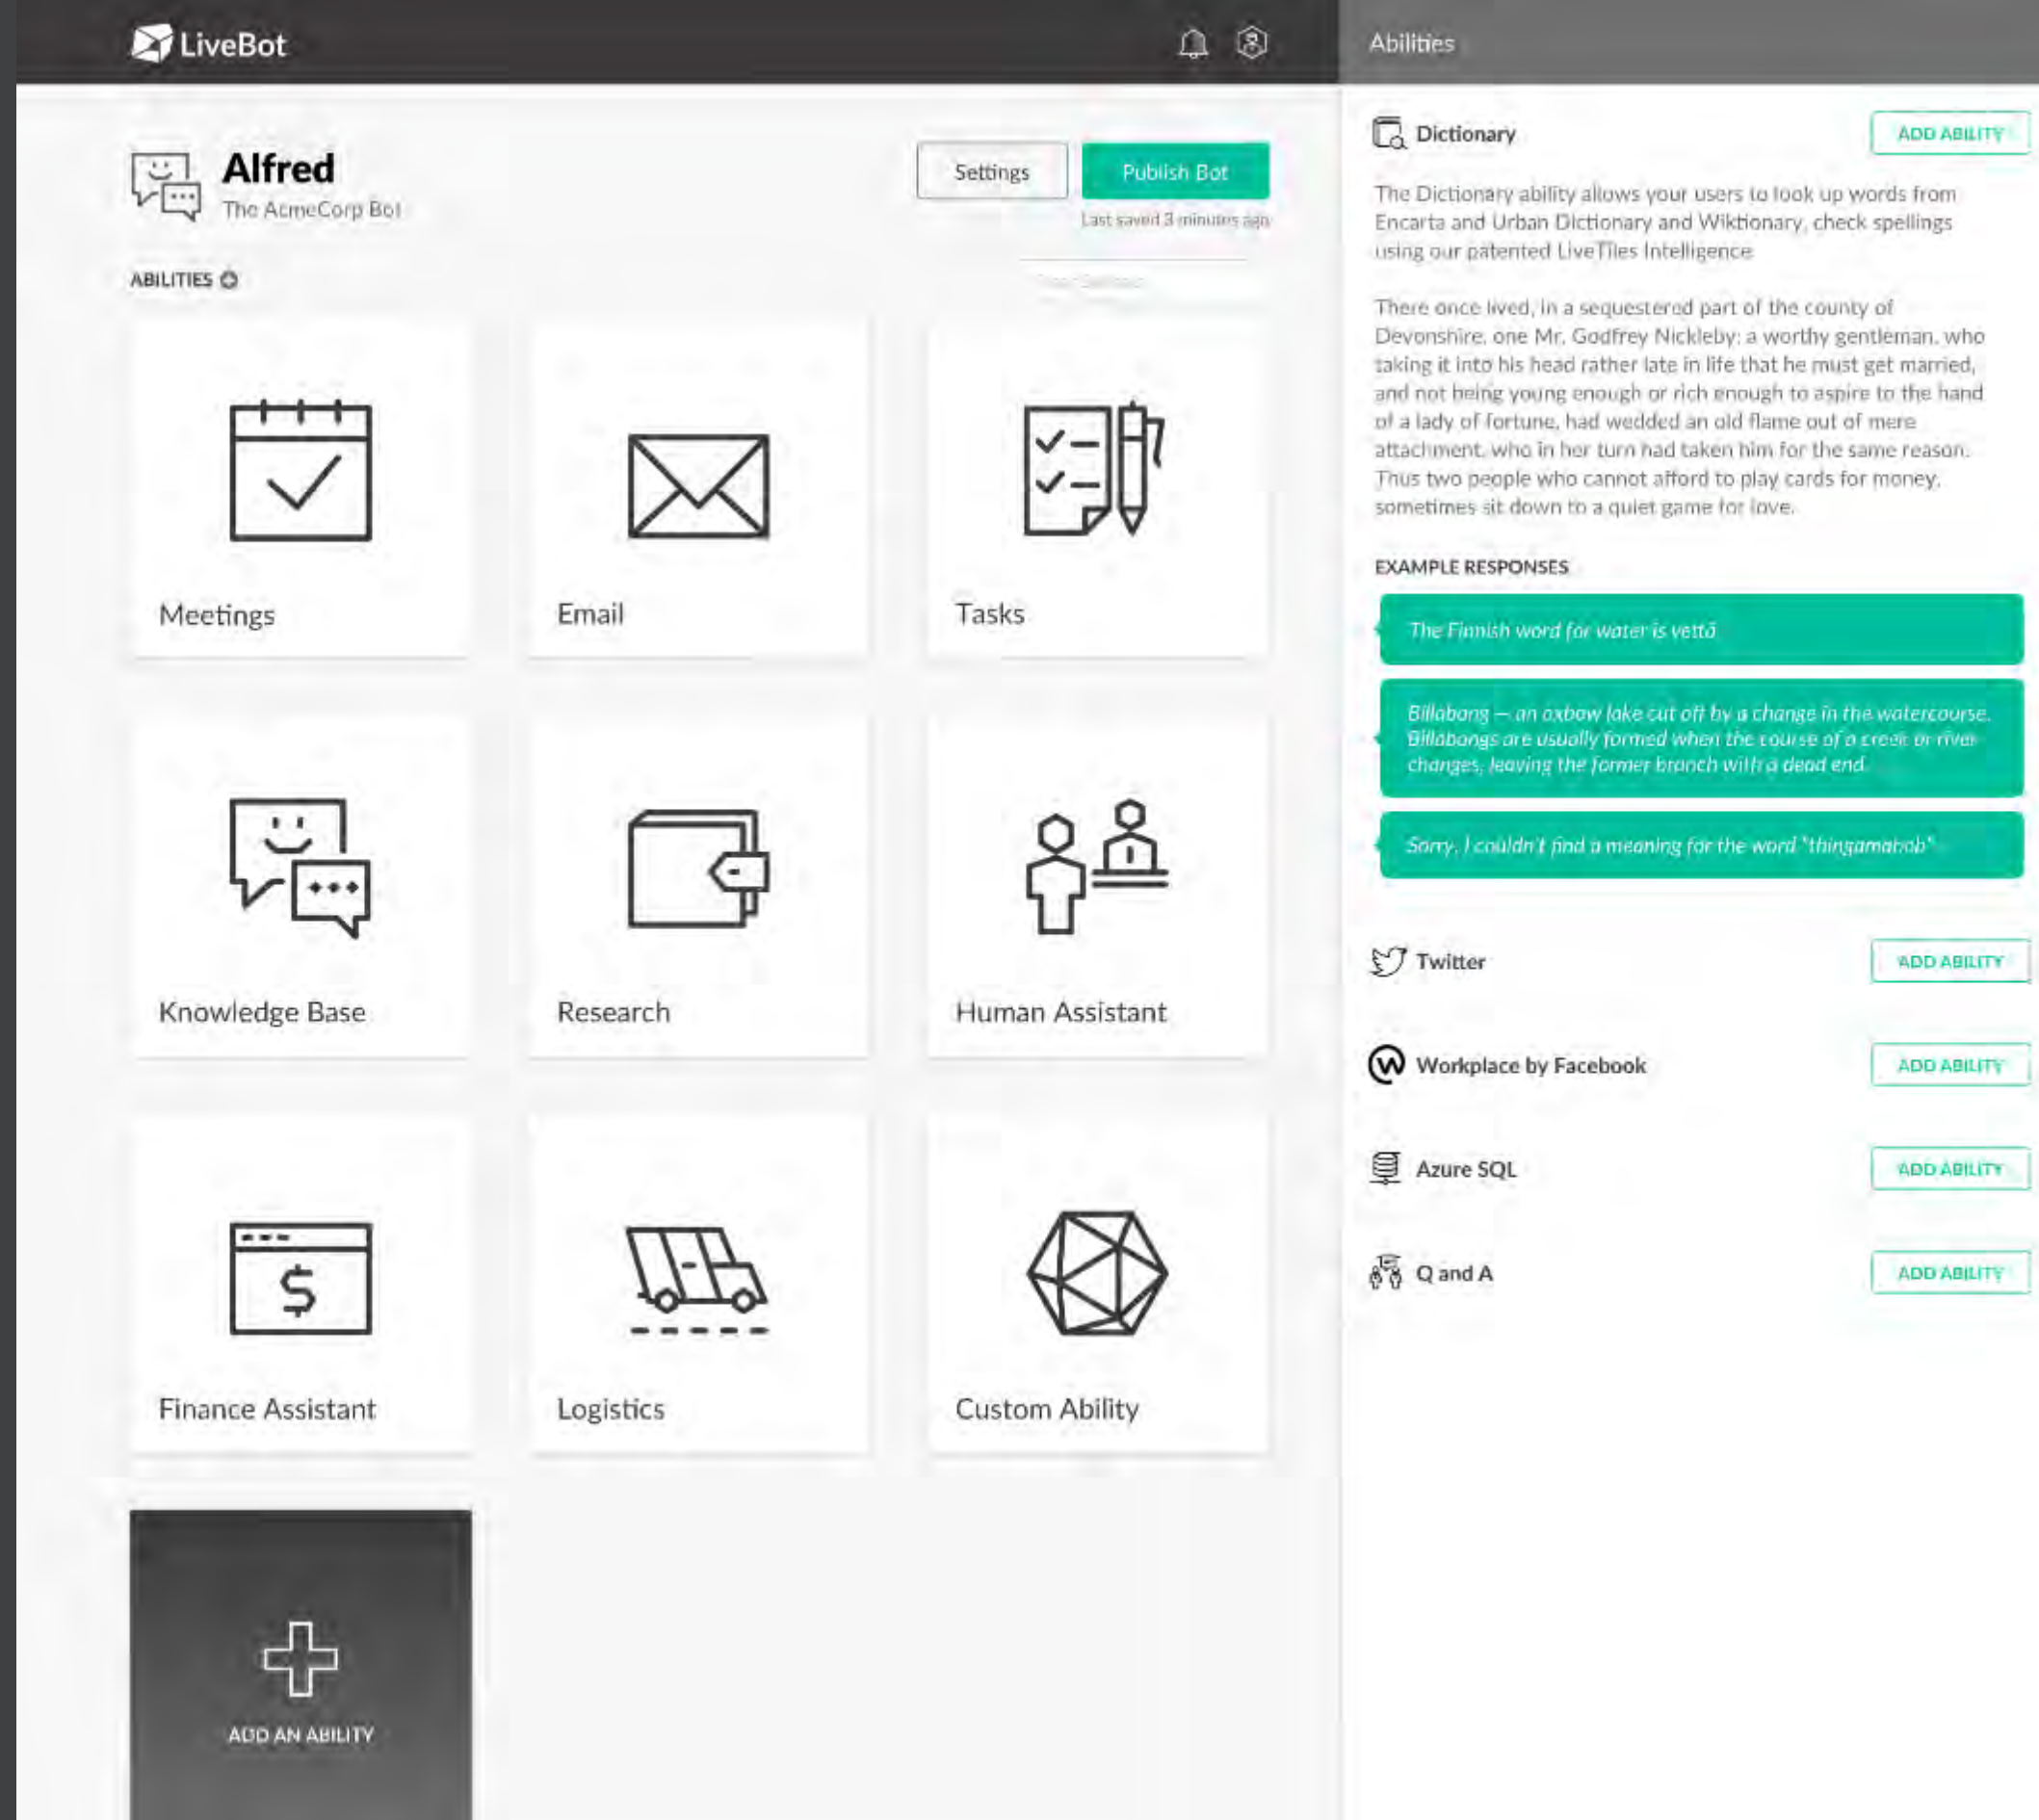 LiveBot
Abilities
Alfred
The AcmeCorp Bot
Settings
Publish Bot
Last saved 3 minutes ago
ABILITIES
Meetings
Email
Tasks
Knowledge Base
Research
Human Assistant
Finance Assistant
Logistics
Custom Ability
ADD AN ABILITY
Dictionary
ADD ABILITY
The Dictionary ability allows your users to look up words from
Encarta and Urban Dictionary and Wiktionary, check spellings
using our patented LiveTiles Intelligence
There once lived, in a sequestered part of the county of
Devonshire, one Mr. Godfrey Nickleby: a worthy gentleman, who
taking it into his head rather late in life that he must get married,
and not being young enough or rich enough to aspire to the hand
of a lady of fortune, had wedded an old flame out of mere
attachment, who in her turn had taken him for the same reason.
Thus two people who cannot afford to play cards for money,
sometimes sit down to a quiet game for love.
EXAMPLE RESPONSES
The Finnish word for water is vettä
Billabong — an oxbow lake cut off by a change in the watercourse.
Billabongs are usually formed when the course of a creek or river
changes, leaving the former branch with a dead end.
Sorry, I couldn't find a meaning for the word "thingamabob"
Twitter
ADD ABILITY
Workplace by Facebook
ADD ABILITY
Azure SQL
ADD ABILITY
Q and A
ADD ABILITY